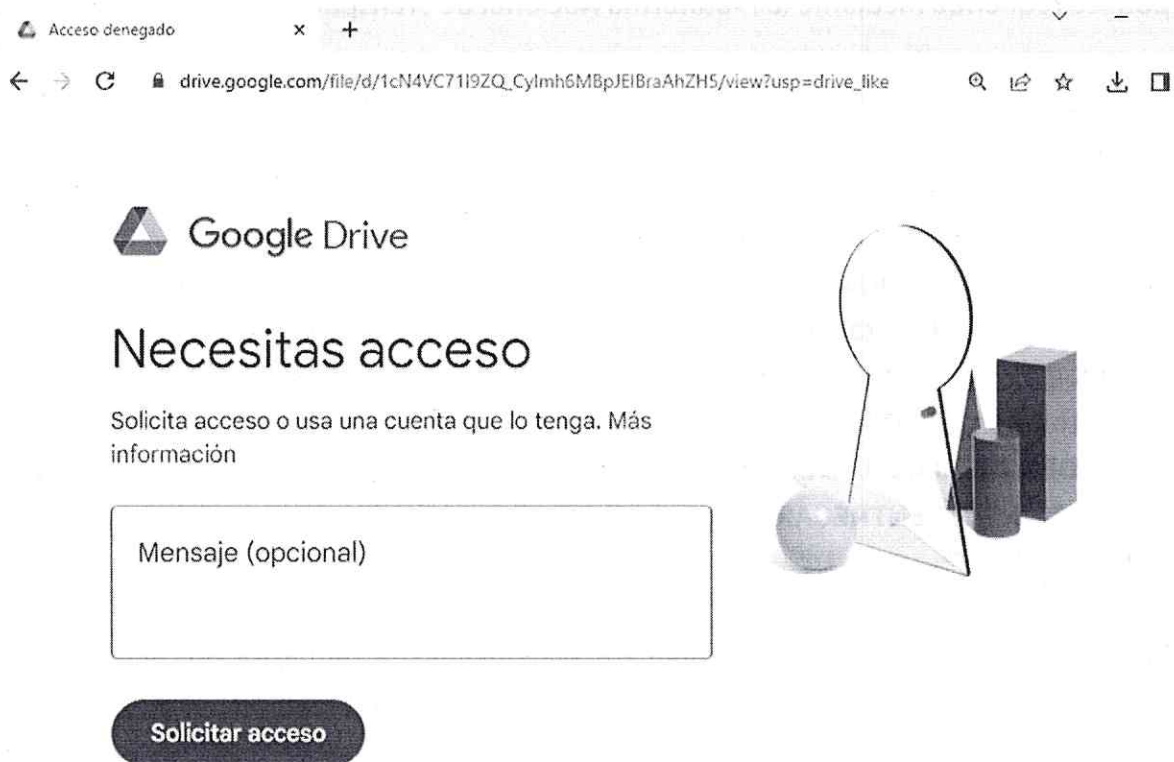 Acceso denegado
drive.google.com/file/d/1cN4VC71I9ZQ_CyImh6MBpJEIBraAhZH5/view?usp=drive_like
Google Drive
Necesitas acceso
Solicita acceso o usa una cuenta que lo tenga. Más
información
Mensaje (opcional)
Solicitar acceso